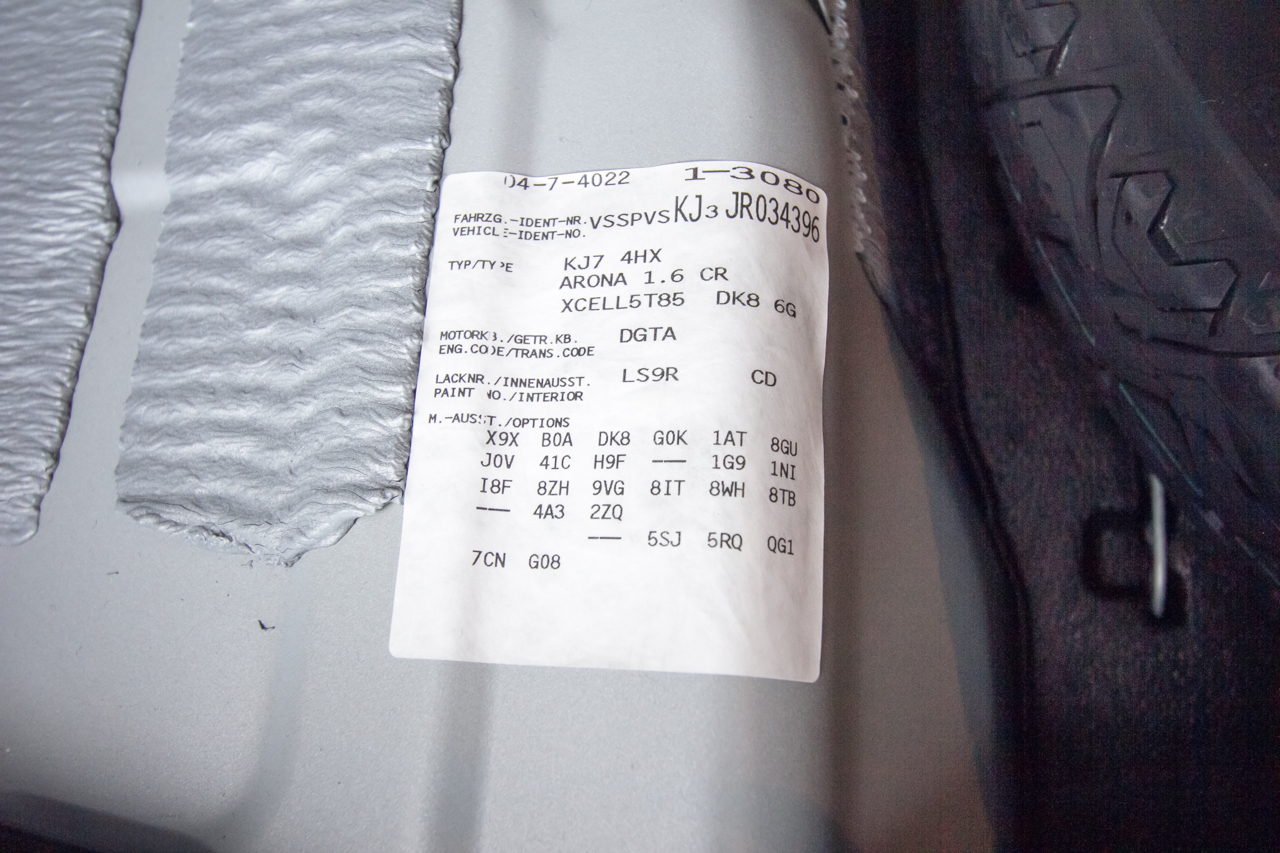 04-7-4022 1-3080
FAHRZG.-IDENT-NR. VSSPVSKJ3JR034396
VEHICLE-IDENT-NO.
TYP/TYPE KJ7 4HX
ARONA 1.6 CR
XCELL5T85 DK8 6G
MOTORKB./GETR.KB. DGTA
ENG.CODE/TRANS.CODE
LACKNR./INNENAUSST. LS9R CD
PAINT NO./INTERIOR
M.-AUSST./OPTIONS
X9X B0A DK8 G0K 1AT 8GU
J0V 41C H9F --- 1G9 1NI
I8F 8ZH 9VG 8IT 8WH 8TB
--- 4A3 2ZQ
--- 5SJ 5RQ QG1
7CN G08